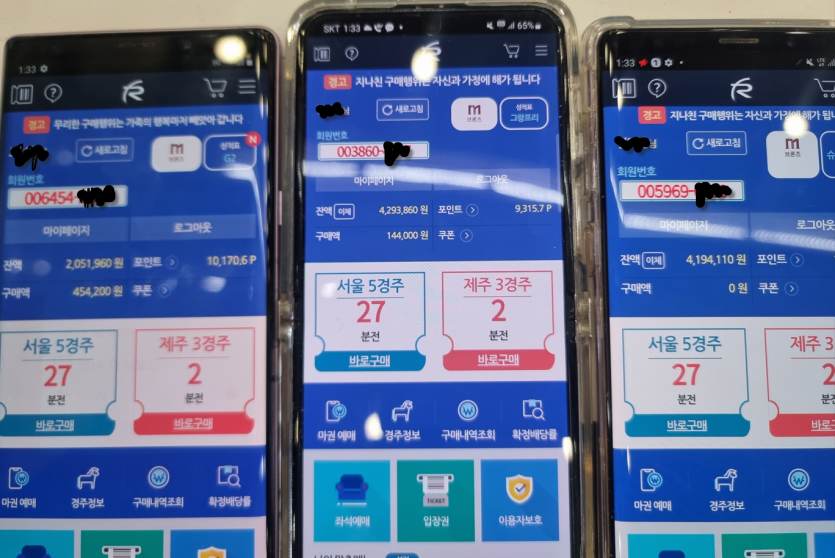 1:33
경고 무리한 구매행위는 가족의 행복마저 빼앗아 갑니다
새로고침
m
브론즈
성적표
G2
N
회원번호
006454-
마이페이지
로그아웃
잔액 2,051,960 원 포인트 10,170.6 P
구매액 454,200 원 쿠폰
서울 5경주
27
분전
바로구매
제주 3경주
2
분전
바로구매
마권 예매
경주정보
구매내역조회
확정배당률
SKT 1:33
65%
경고 지나친 구매행위는 자신과 가정에 해가 됩니다
님
새로고침
m
브론즈
성적표
그랑프리
회원번호
003860-
마이페이지
로그아웃
잔액 이체 4,293,860 원 포인트 9,315.7 P
구매액 144,000 원 쿠폰
서울 5경주
27
분전
바로구매
제주 3경주
2
분전
바로구매
마권 예매
경주정보
구매내역조회
확정배당률
TICKET
좌석예매
입장권
이용자보호
1:33
경고 지나친 구매행위는 자신과 가정에 해가 됩니
님
새로고침
m
브론즈
회원번호
005969-
마이페이지
로그아웃
잔액 이체 4,194,110 원 포인트
구매액 0 원 쿠폰
서울 5경주
27
분전
바로구매
제주 3경
2
분전
바로구
마권 예매
경주정보
구매내역조회
TICKET